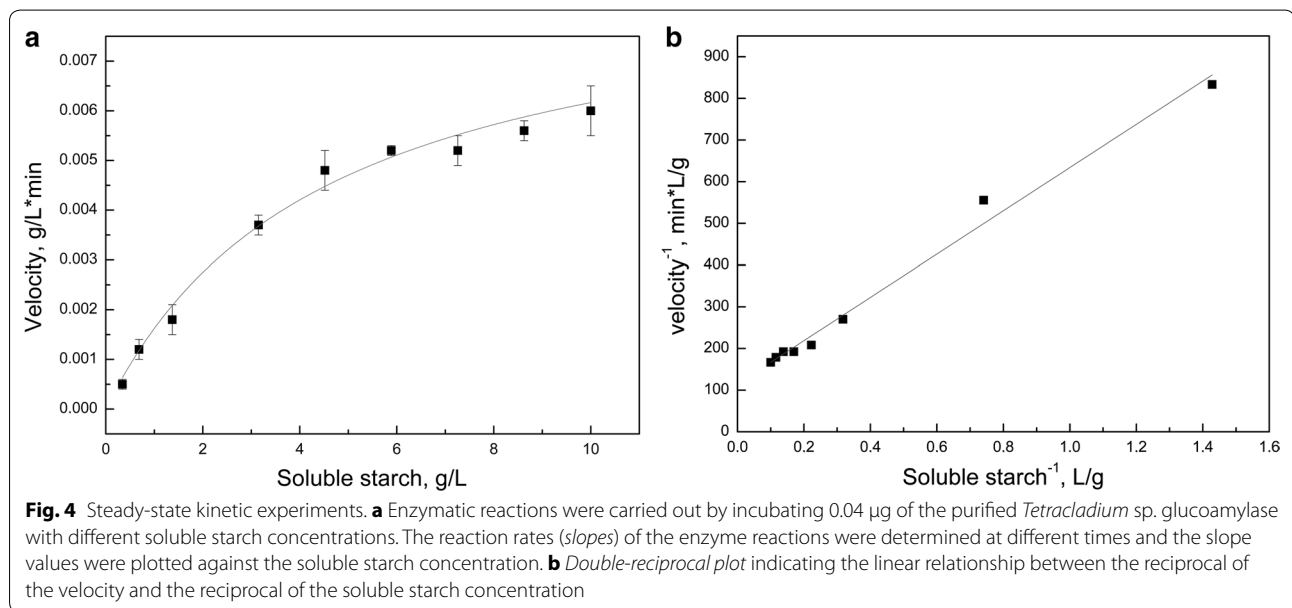 a
0.007
0.006
0.005
0.004
0.003
0.002
0.001
0.000
Velocity, g/L*min
0 2 4 6 8 10
Soluble starch, g/L
b
900
800
700
600
500
400
300
200
100
0
velocity⁻¹, min*L/g
0.0 0.2 0.4 0.6 0.8 1.0 1.2 1.4 1.6
Soluble starch⁻¹, L/g
Fig. 4 Steady-state kinetic experiments. a Enzymatic reactions were carried out by incubating 0.04 µg of the purified Tetracladium sp. glucoamylase
with different soluble starch concentrations. The reaction rates (slopes) of the enzyme reactions were determined at different times and the slope
values were plotted against the soluble starch concentration. b Double-reciprocal plot indicating the linear relationship between the reciprocal of
the velocity and the reciprocal of the soluble starch concentration